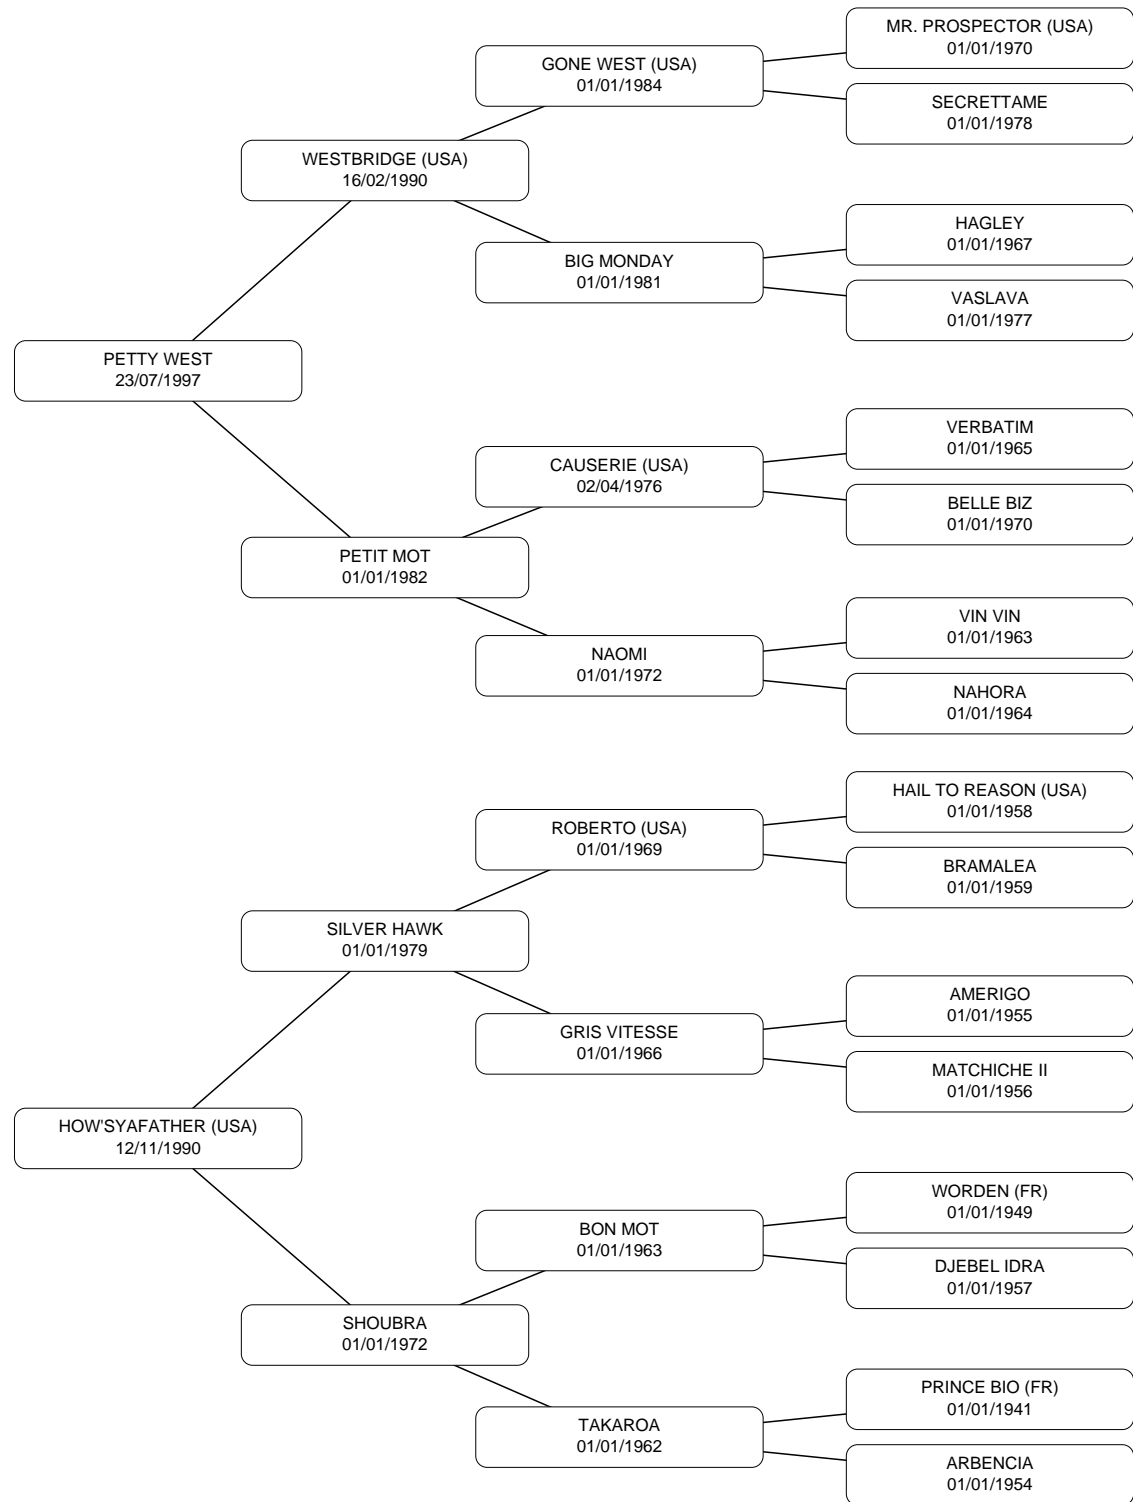 MR. PROSPECTOR (USA)
01/01/1970
GONE WEST (USA)
01/01/1984
SECRETTAME
01/01/1978
WESTBRIDGE (USA)
16/02/1990
HAGLEY
01/01/1967
BIG MONDAY
01/01/1981
VASLAVA
01/01/1977
PETTY WEST
23/07/1997
VERBATIM
01/01/1965
CAUSERIE (USA)
02/04/1976
BELLE BIZ
01/01/1970
PETIT MOT
01/01/1982
VIN VIN
01/01/1963
NAOMI
01/01/1972
NAHORA
01/01/1964
HAIL TO REASON (USA)
01/01/1958
ROBERTO (USA)
01/01/1969
BRAMALEA
01/01/1959
SILVER HAWK
01/01/1979
AMERIGO
01/01/1955
GRIS VITESSE
01/01/1966
MATCHICHE II
01/01/1956
HOW'SYAFATHER (USA)
12/11/1990
WORDEN (FR)
01/01/1949
BON MOT
01/01/1963
DJEBEL IDRA
01/01/1957
SHOUBRA
01/01/1972
PRINCE BIO (FR)
01/01/1941
TAKAROA
01/01/1962
ARBENCIA
01/01/1954